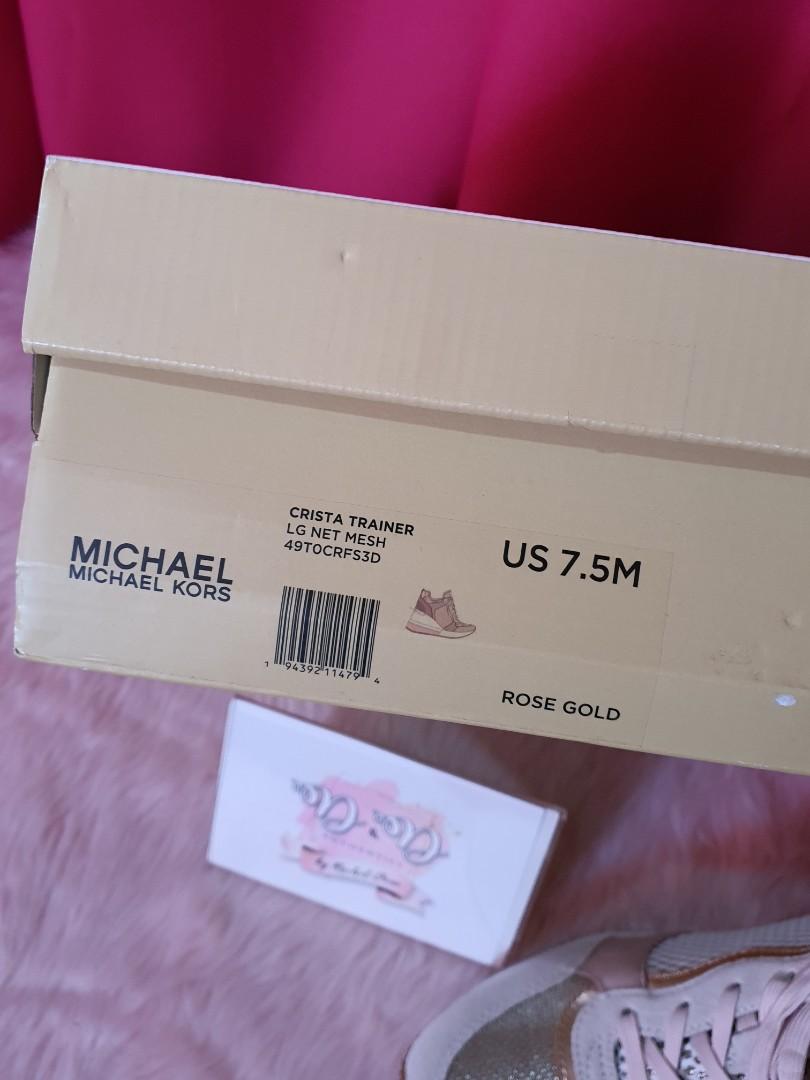 MICHAEL
MICHAEL KORS
CRISTA TRAINER
LG NET MESH
49T0CRFS3D
1 94392 11479 4
US 7.5M
ROSE GOLD
&